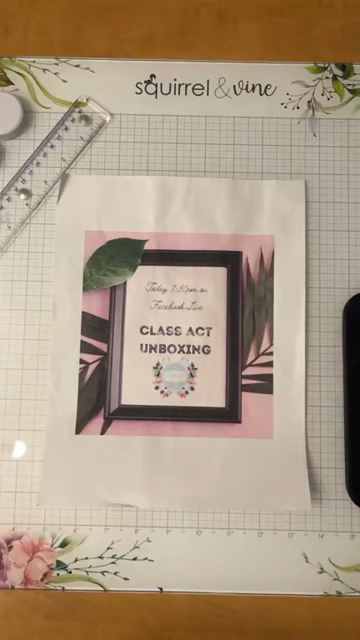 squirrel & vine
Today 7:30pm on
Facebook Live
CLASS ACT
UNBOXING